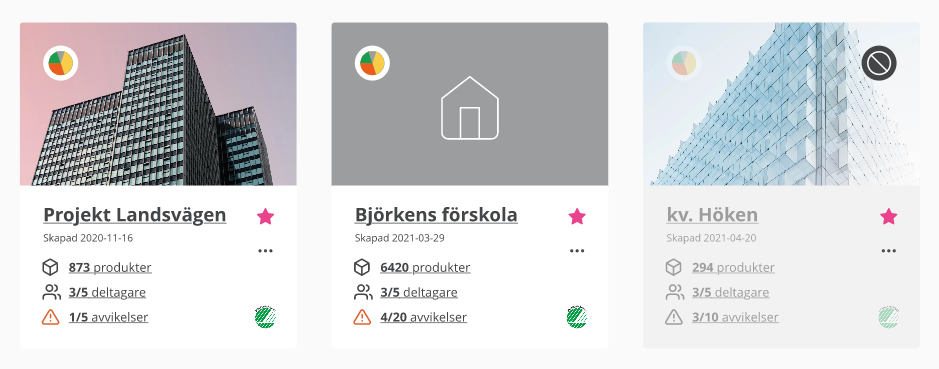 Projekt Landsvägen
Skapad 2020-11-16
873 produkter
3/5 deltagare
1/5 avvikelser
Björkens förskola
Skapad 2021-03-29
6420 produkter
3/5 deltagare
4/20 avvikelser
kv. Höken
Skapad 2021-04-20
294 produkter
3/5 deltagare
3/10 avvikelser